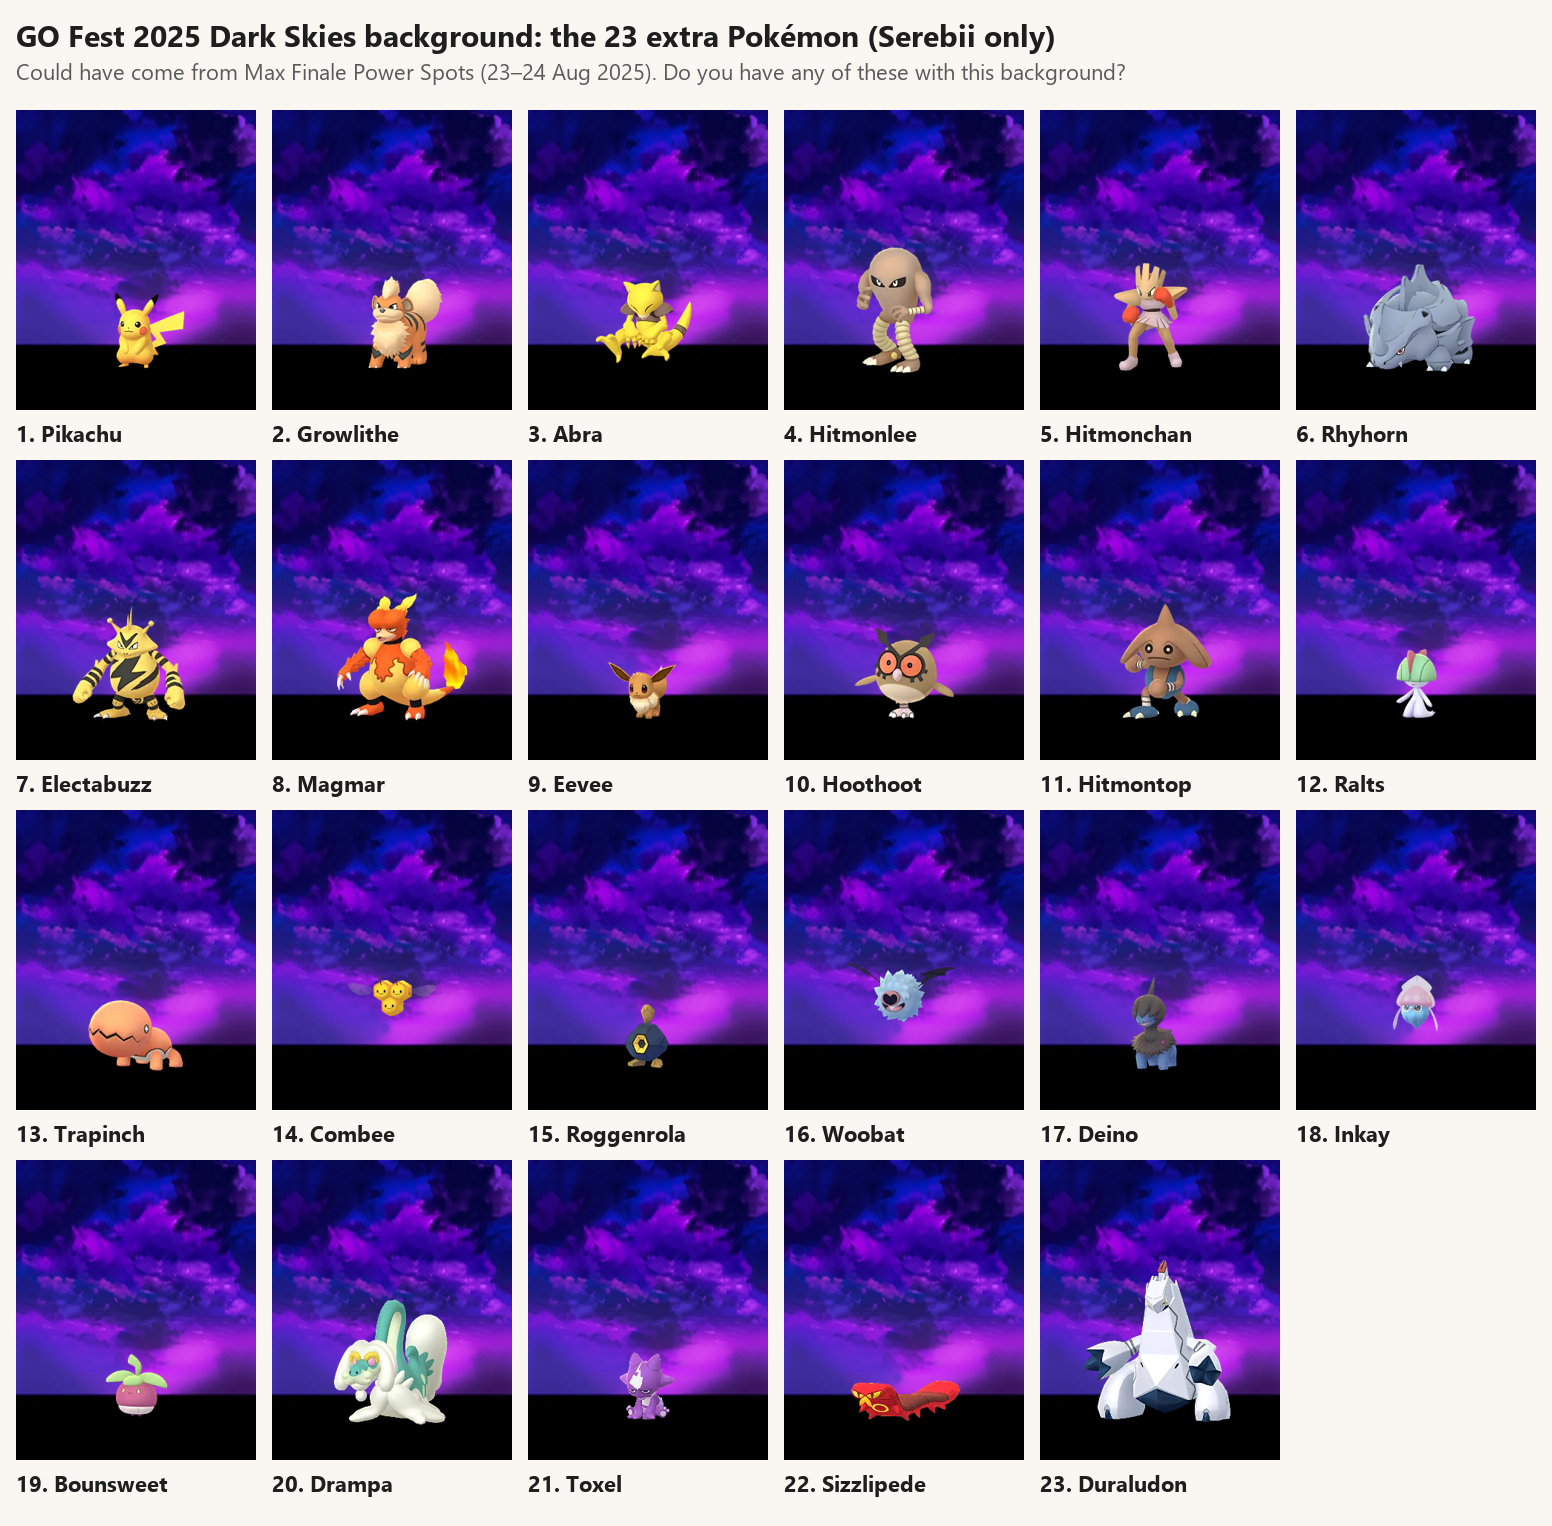 GO Fest 2025 Dark Skies background: the 23 extra Pokémon (Serebii only)
Could have come from Max Finale Power Spots (23–24 Aug 2025). Do you have any of these with this background?
1. Pikachu
2. Growlithe
3. Abra
4. Hitmonlee
5. Hitmonchan
6. Rhyhorn
7. Electabuzz
8. Magmar
9. Eevee
10. Hoothoot
11. Hitmontop
12. Ralts
13. Trapinch
14. Combee
15. Roggenrola
16. Woobat
17. Deino
18. Inkay
19. Bounsweet
20. Drampa
21. Toxel
22. Sizzlipede
23. Duraludon